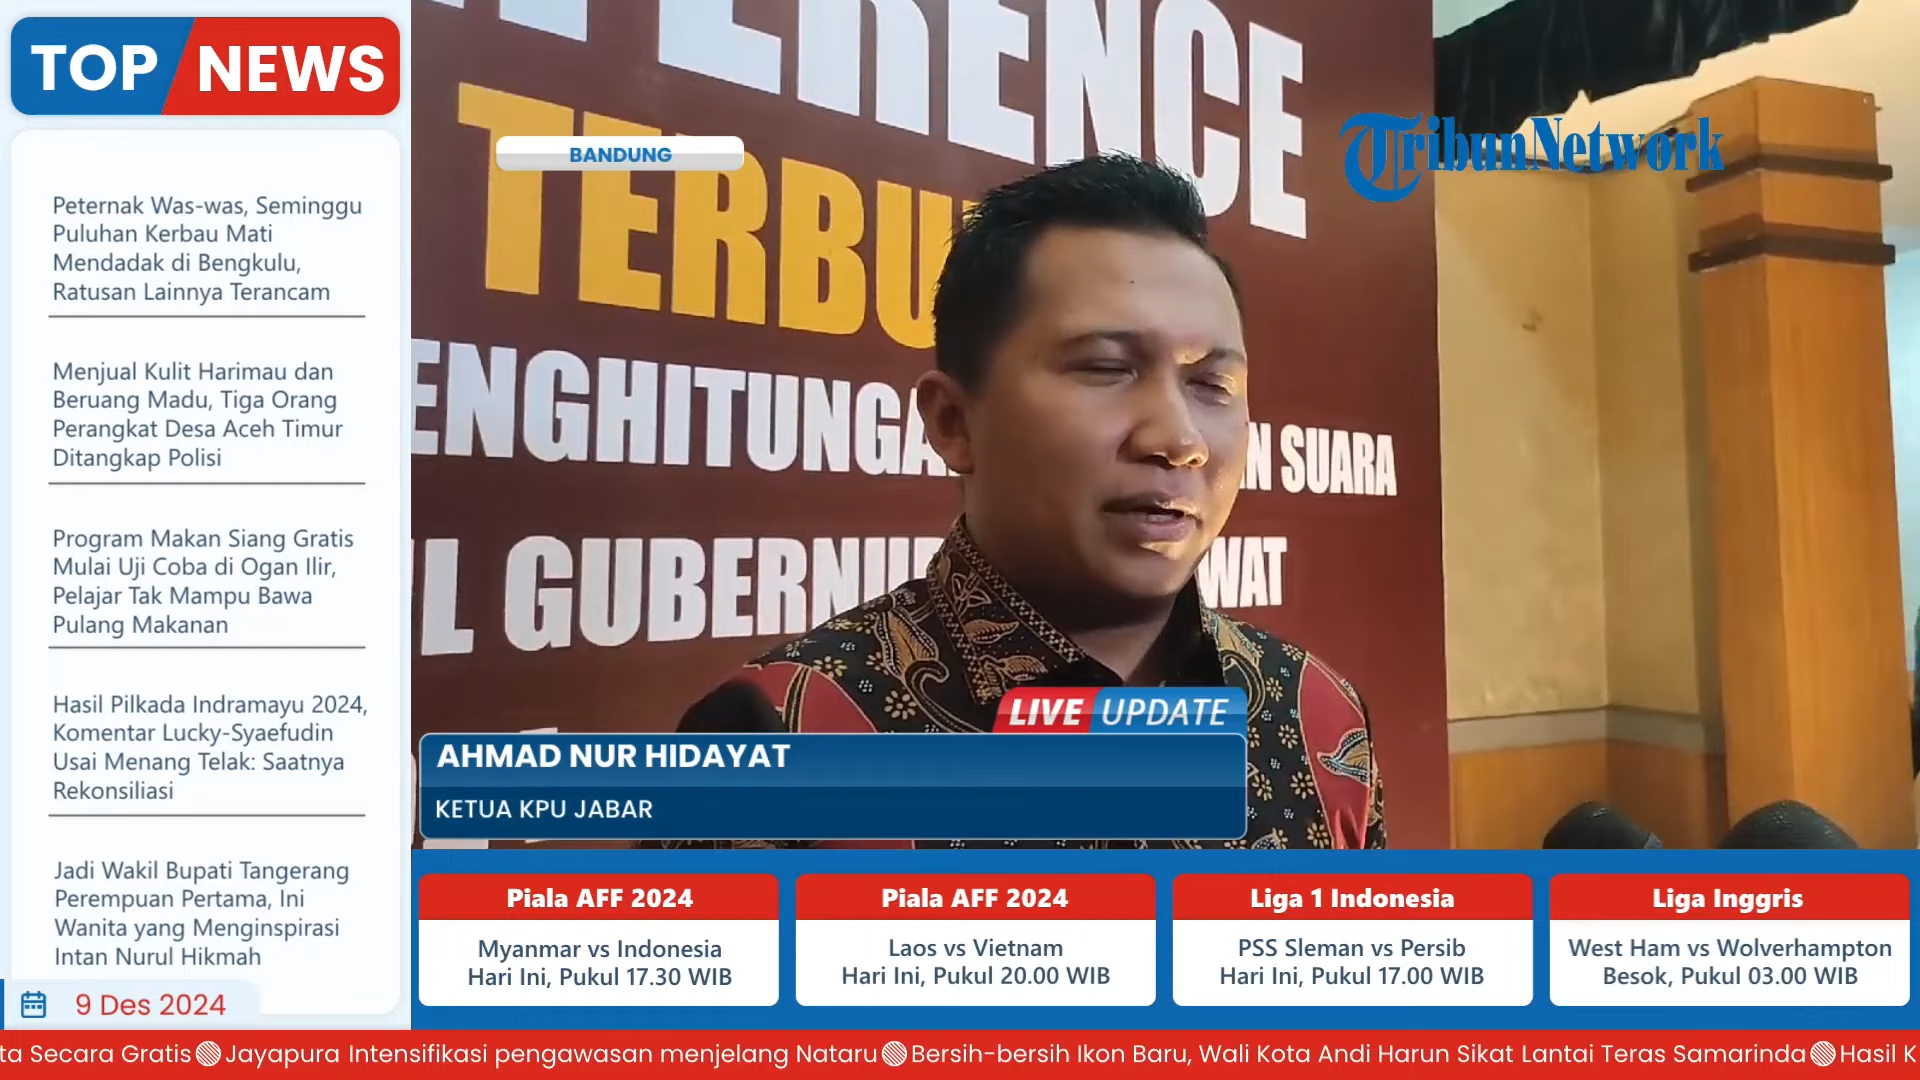 TOP NEWS
Peternak Was-was, Seminggu
Puluhan Kerbau Mati
Mendadak di Bengkulu,
Ratusan Lainnya Terancam
Menjual Kulit Harimau dan
Beruang Madu, Tiga Orang
Perangkat Desa Aceh Timur
Ditangkap Polisi
Program Makan Siang Gratis
Mulai Uji Coba di Ogan Ilir,
Pelajar Tak Mampu Bawa
Pulang Makanan
Hasil Pilkada Indramayu 2024,
Komentar Lucky-Syaefudin
Usai Menang Telak: Saatnya
Rekonsiliasi
Jadi Wakil Bupati Tangerang
Perempuan Pertama, Ini
Wanita yang Menginspirasi
Intan Nurul Hikmah
9 Des 2024
ERENCE
TERBU
BANDUNG
TribunNetwork
ENGHITUNGA N SUARA
L GUBERNU WAT
LIVE UPDATE
AHMAD NUR HIDAYAT
KETUA KPU JABAR
Piala AFF 2024
Myanmar vs Indonesia
Hari Ini, Pukul 17.30 WIB
Piala AFF 2024
Laos vs Vietnam
Hari Ini, Pukul 20.00 WIB
Liga 1 Indonesia
PSS Sleman vs Persib
Hari Ini, Pukul 17.00 WIB
Liga Inggris
West Ham vs Wolverhampton
Besok, Pukul 03.00 WIB
ta Secara Gratis Jayapura Intensifikasi pengawasan menjelang Nataru Bersih-bersih Ikon Baru, Wali Kota Andi Harun Sikat Lantai Teras Samarinda Hasil K